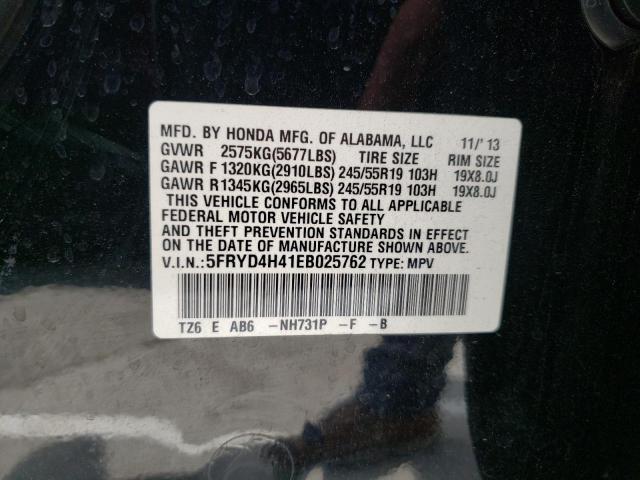 MFD. BY HONDA MFG. OF ALABAMA, LLC 11/'13
GVWR 2575KG(5677LBS) TIRE SIZE RIM SIZE
GAWR F 1320KG(2910LBS) 245/55R19 103H 19X8.0J
GAWR R 1345KG(2965LBS) 245/55R19 103H 19X8.0J
THIS VEHICLE CONFORMS TO ALL APPLICABLE
FEDERAL MOTOR VEHICLE SAFETY
AND THEFT PREVENTION STANDARDS IN EFFECT
ON THE DATE OF MANUFACTURE SHOWN ABOVE.
V.I.N.: 5FRYD4H41EB025762 TYPE: MPV
TZ6 E AB6 -NH731P -F -B